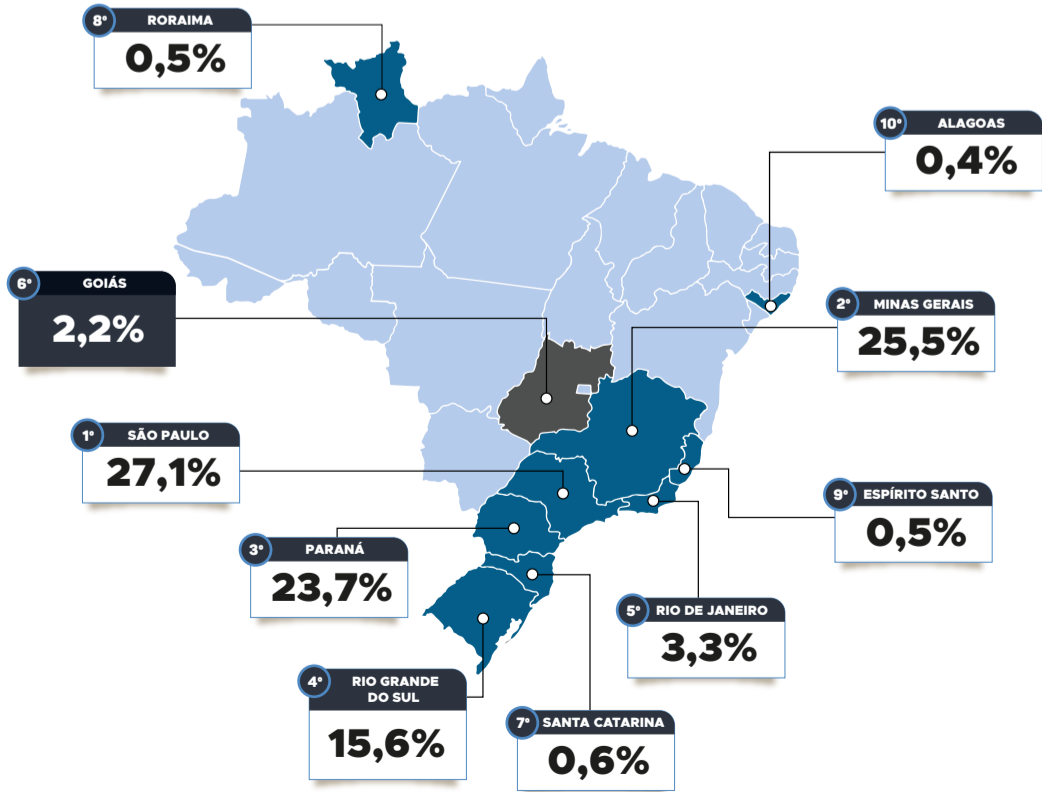 8º RORAIMA
0,5%
10º ALAGOAS
0,4%
6º GOIÁS
2,2%
2º MINAS GERAIS
25,5%
1º SÃO PAULO
27,1%
9º ESPÍRITO SANTO
0,5%
3º PARANÁ
23,7%
5º RIO DE JANEIRO
3,3%
4º RIO GRANDE
DO SUL
15,6%
7º SANTA CATARINA
0,6%